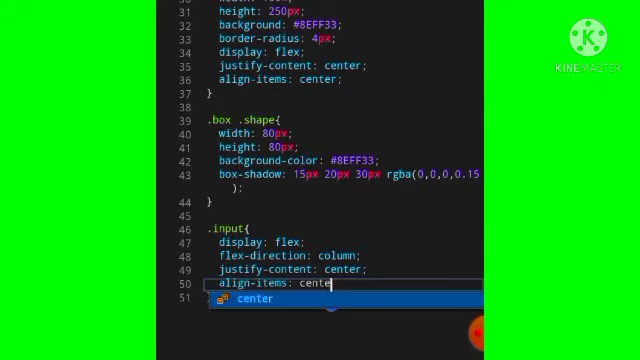 31 height: 250px;
32 background: #8EFF33;
33 border-radius: 4px;
34 display: flex;
35 justify-content: center;
36 align-items: center;
37 }
38
39 .box .shape{
40 width: 80px;
41 height: 80px;
42 background-color: #8EFF33;
43 box-shadow: 15px 20px 30px rgba(0,0,0,0.15
);
44 }
45
46 .input{
47 display: flex;
48 flex-direction: column;
49 justify-content: center;
50 align-items: cente
51
center
KINEMASTER